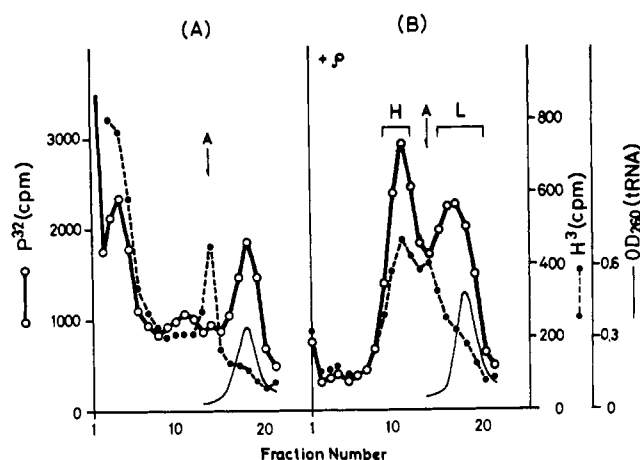 (A)
(B)
+ ρ
H
A
L
A
P³² (cpm)
3000
2000
1000
0
1
10
20
1
10
20
800
600
400
200
0
H³ (cpm)
0.6
0.3
0
OD₂₆₀ (tRNA)
Fraction Number